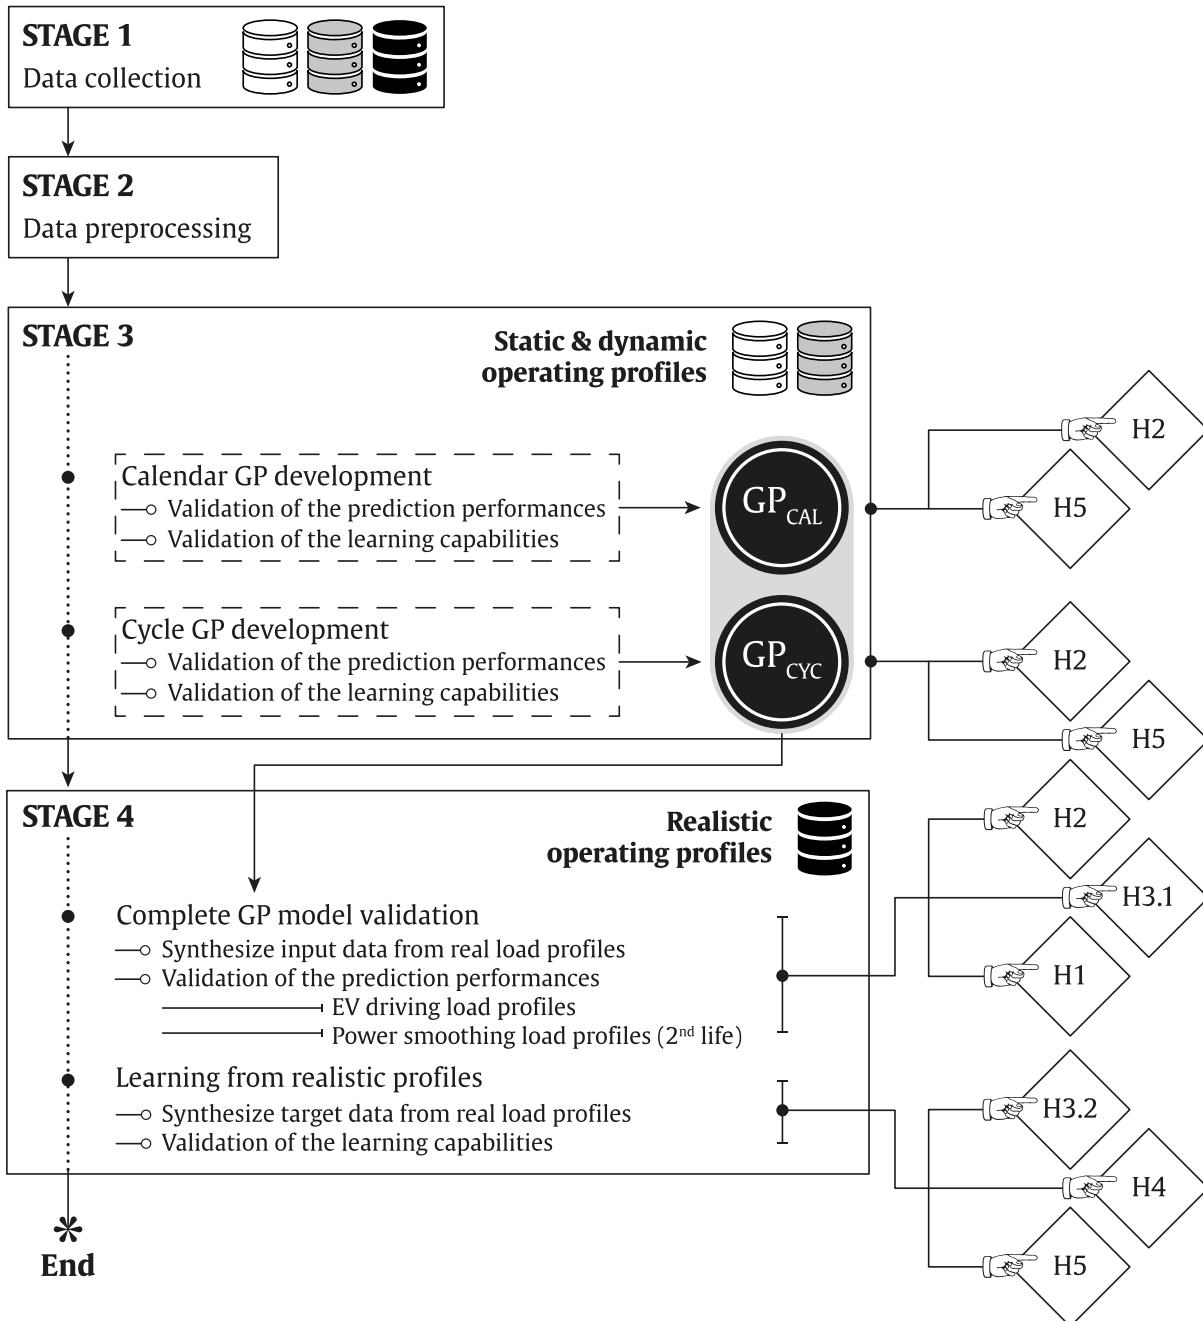 STAGE 1
Data collection
STAGE 2
Data preprocessing
STAGE 3
Static & dynamic
operating profiles
Calendar GP development
Validation of the prediction performances
Validation of the learning capabilities
GP CAL
H2
H5
Cycle GP development
Validation of the prediction performances
Validation of the learning capabilities
GP CYC
H2
H5
STAGE 4
Realistic
operating profiles
Complete GP model validation
Synthesize input data from real load profiles
Validation of the prediction performances
EV driving load profiles
Power smoothing load profiles (2nd life)
H2
H3.1
H1
Learning from realistic profiles
Synthesize target data from real load profiles
Validation of the learning capabilities
H3.2
H4
H5
*
End